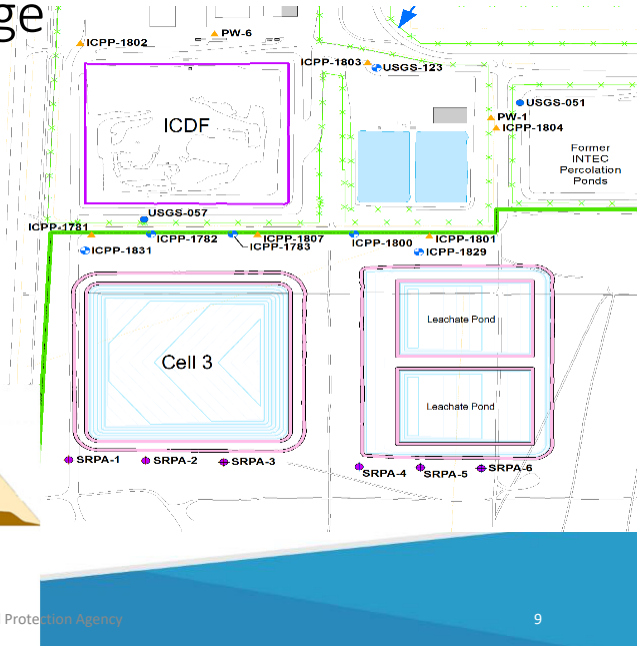 ge
ICPP-1802
PW-6
ICPP-1803
USGS-123
ICDF
USGS-051
PW-1
ICPP-1804
Former
INTEC
Percolation
Ponds
USGS-057
ICPP-1781
ICPP-1782
ICPP-1807
ICPP-1783
ICPP-1800
ICPP-1801
ICPP-1831
ICPP-1829
Cell 3
Leachate Pond
Leachate Pond
SRPA-1
SRPA-2
SRPA-3
SRPA-4
SRPA-5
SRPA-6
Protection Agency
9